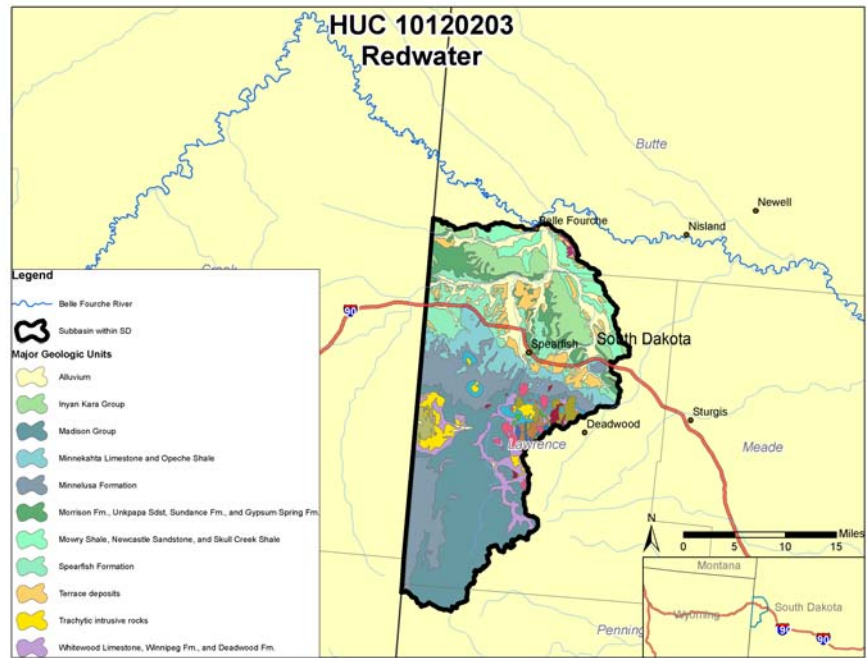 HUC 10120203
Redwater
Butte
Newell
Nisland
Belle Fourche
Creek
Legend
Belle Fourche River
90
Subbasin within SD
South Dakota
Spearfish
Major Geologic Units
Alluvium
Inyan Kara Group
Sturgis
Deadwood
Madison Group
Lawrence
Meade
Minnekahta Limestone and Opeche Shale
Minnelusa Formation
Morrison Fm., Unkpapa Sdst, Sundance Fm., and Gypsum Spring Fm.
N
Miles
0 5 10 15
Mowry Shale, Newcastle Sandstone, and Skull Creek Shale
Spearfish Formation
Montana
Terrace deposits
South Dakota
Wyoming
Trachytic intrusive rocks
Penning
90
90
Whitewood Limestone, Winnipeg Fm., and Deadwood Fm.